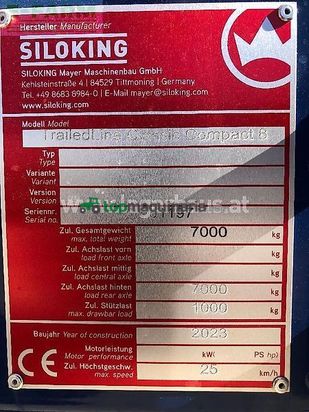 Hersteller Manufacturer
SILOKING
SILOKING Mayer Maschinenbau GmbH
Kehlsteinstraße 4 | 84529 Tittmoning | Germany
Tel. +49 8683 8984-0 | E-Mail mayer@siloking.com
www.siloking.com
Modell Model
TrailedLine Classic Compact 8
Typ
Type
Variante
Variant
Version
Version
Seriennr.
Serial no.
197
Zul. Gesamtgewicht 7000 kg
max. total weight
Zul. Achslast vorn kg
load front axle
Zul. Achslast mittig kg
load central axle
Zul. Achslast hinten 7000 kg
load rear axle
Zul. Stützlast 1000 kg
max. drawbar load
Baujahr Year of construction 2023
CE
Motorleistung kW( PS hp)
Motor performance
Zul. Höchstgeschw. 25 km/h
max. speed